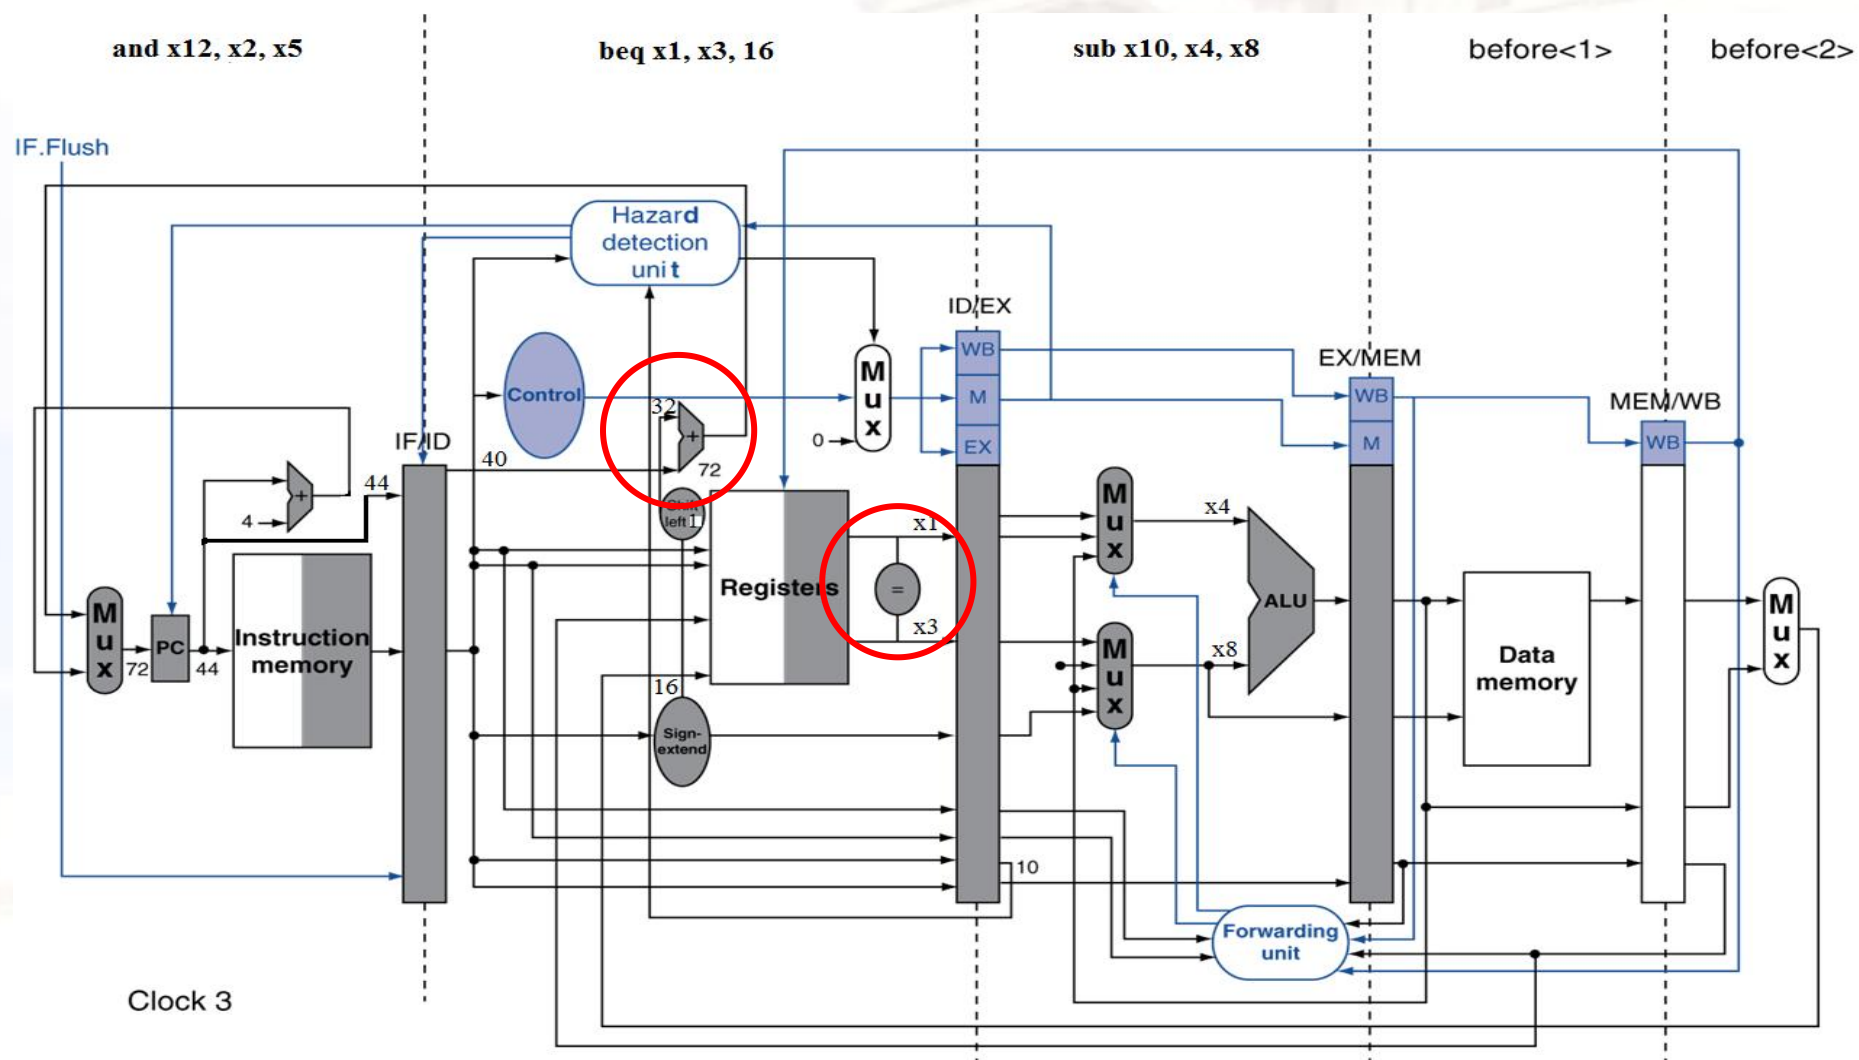 and x12, x2, x5
beq x1, x3, 16
sub x10, x4, x8
before<1>
before<2>
IF.Flush
Hazard
detection
unit
ID/EX
WB
M
EX
EX/MEM
WB
M
MEM/WB
WB
Control
M
u
x
0
32
+
72
IF/ID
40
44
+
4
Shift
left 1
M
u
x
72
PC
44
Instruction
memory
Registers
x1
=
x3
16
Sign-
extend
M
u
x
x4
M
u
x
x8
ALU
Data
memory
M
u
x
10
Forwarding
unit
Clock 3